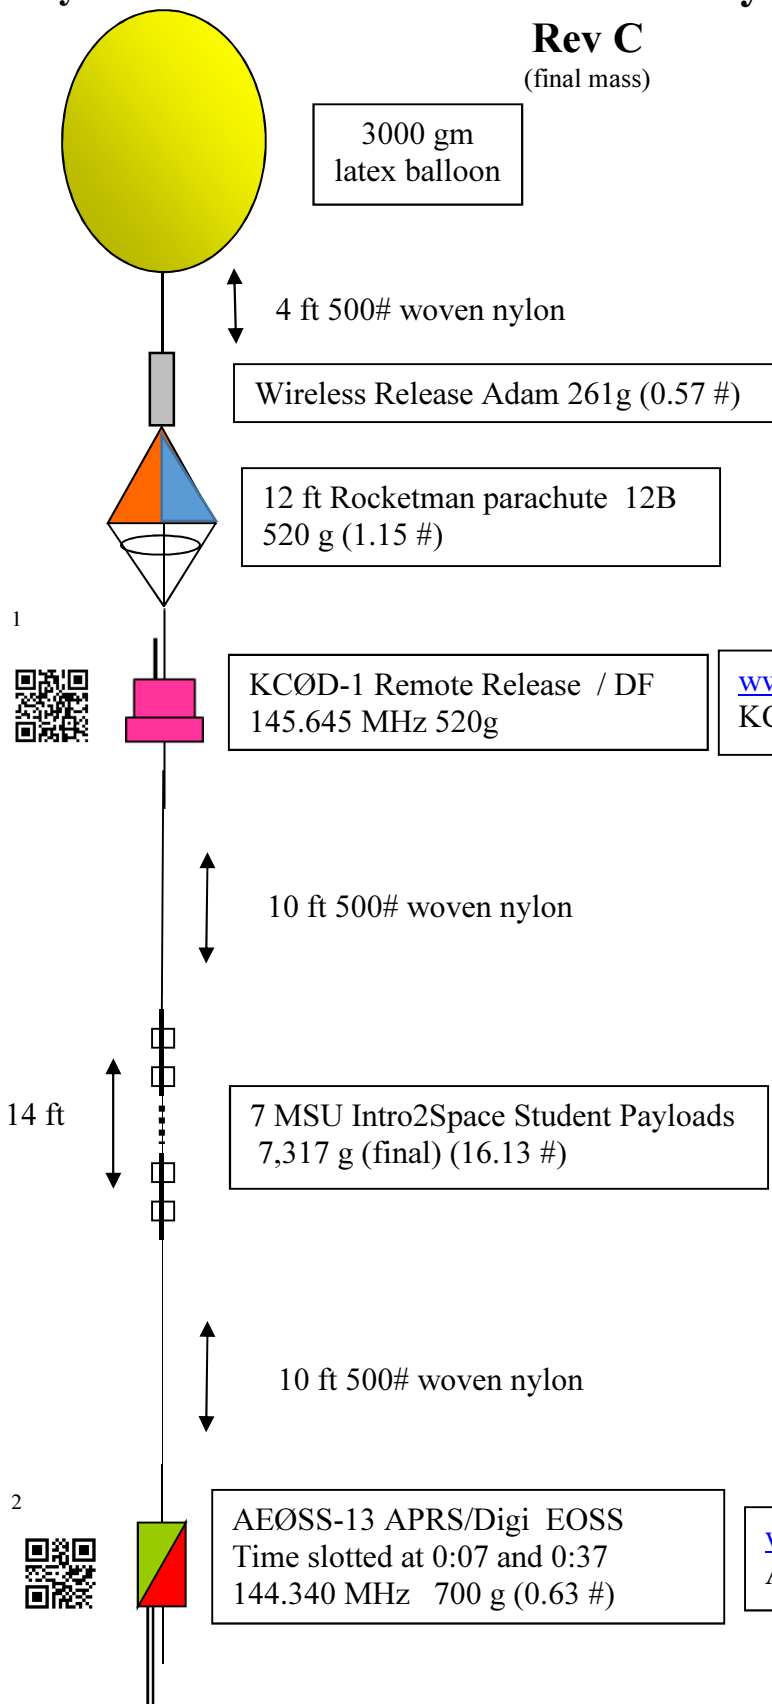 Rev C
(final mass)
3000 gm
latex balloon
4 ft 500# woven nylon
Wireless Release Adam 261g (0.57 #)
12 ft Rocketman parachute 12B
520 g (1.15 #)
1
KCØD-1 Remote Release / DF
145.645 MHz 520g
10 ft 500# woven nylon
14 ft
7 MSU Intro2Space Student Payloads
7,317 g (final) (16.13 #)
10 ft 500# woven nylon
2
AEØSS-13 APRS/Digi EOSS
Time slotted at 0:07 and 0:37
144.340 MHz 700 g (0.63 #)